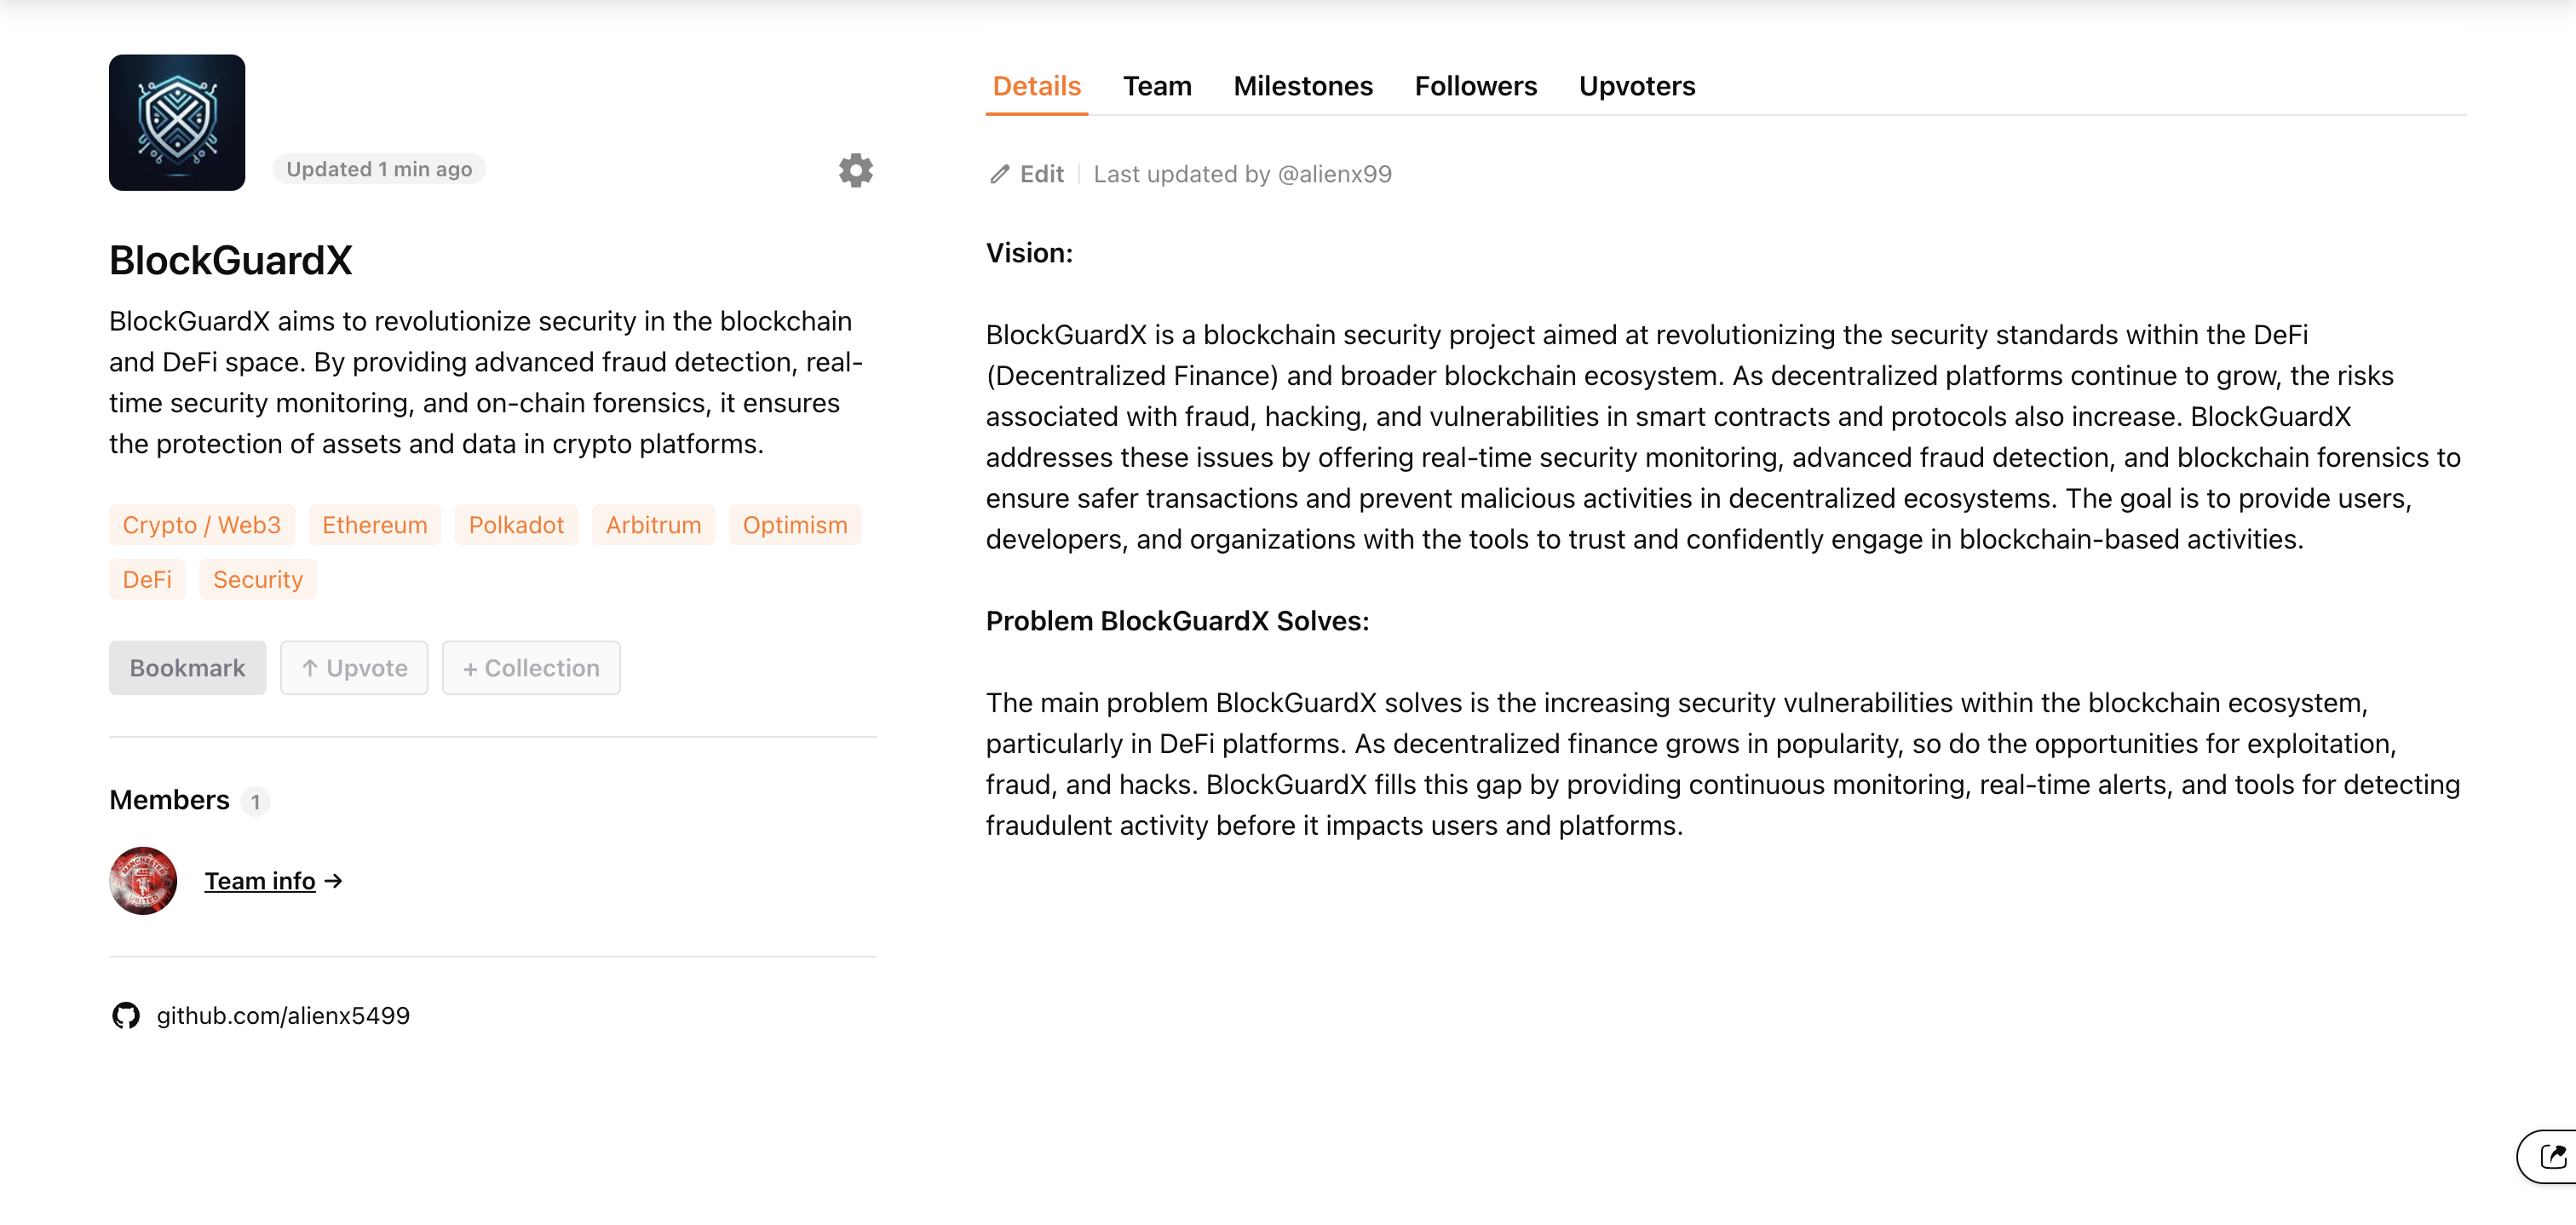 Updated 1 min ago
BlockGuardX
BlockGuardX aims to revolutionize security in the blockchain
and DeFi space. By providing advanced fraud detection, real-
time security monitoring, and on-chain forensics, it ensures
the protection of assets and data in crypto platforms.
Crypto / Web3 Ethereum Polkadot Arbitrum Optimism
DeFi Security
Bookmark ↑ Upvote + Collection
Members 1
MANCHESTER
UNITED
Team info →
github.com/alienx5499
Details Team Milestones Followers Upvoters
Edit Last updated by @alienx99
Vision:
BlockGuardX is a blockchain security project aimed at revolutionizing the security standards within the DeFi
(Decentralized Finance) and broader blockchain ecosystem. As decentralized platforms continue to grow, the risks
associated with fraud, hacking, and vulnerabilities in smart contracts and protocols also increase. BlockGuardX
addresses these issues by offering real-time security monitoring, advanced fraud detection, and blockchain forensics to
ensure safer transactions and prevent malicious activities in decentralized ecosystems. The goal is to provide users,
developers, and organizations with the tools to trust and confidently engage in blockchain-based activities.
Problem BlockGuardX Solves:
The main problem BlockGuardX solves is the increasing security vulnerabilities within the blockchain ecosystem,
particularly in DeFi platforms. As decentralized finance grows in popularity, so do the opportunities for exploitation,
fraud, and hacks. BlockGuardX fills this gap by providing continuous monitoring, real-time alerts, and tools for detecting
fraudulent activity before it impacts users and platforms.